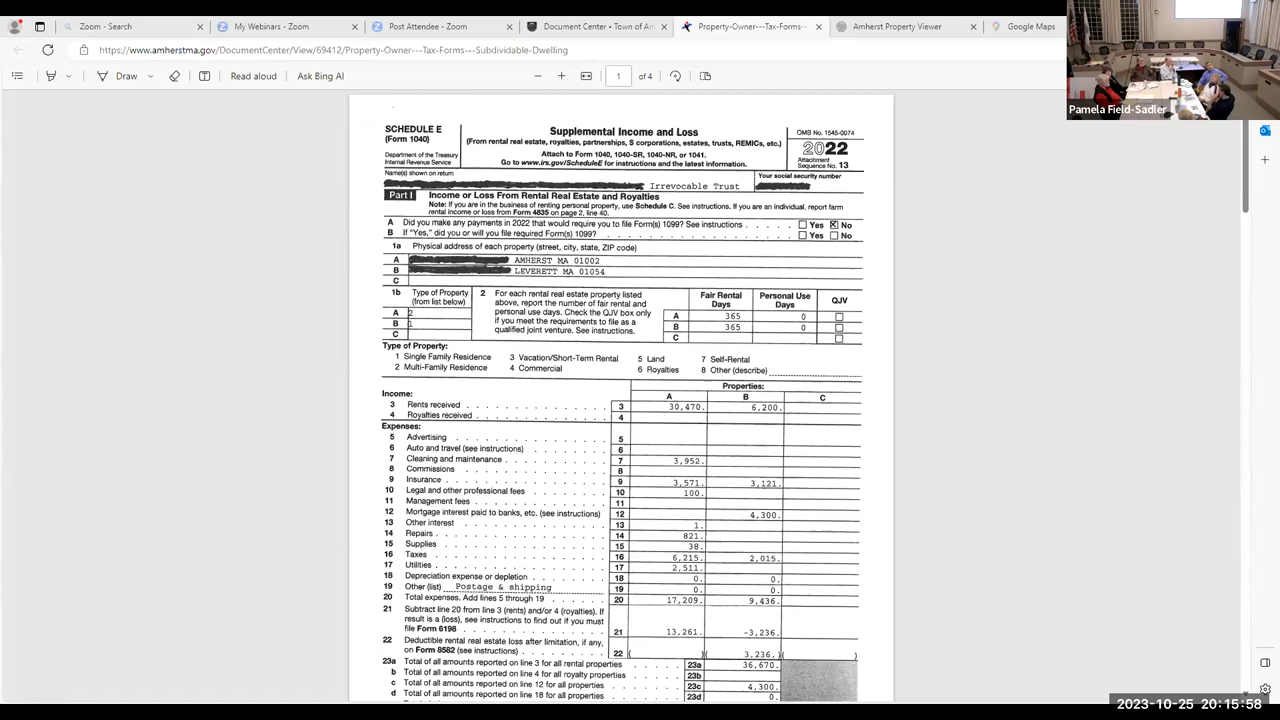 Zoom - Search
My Webinars - Zoom
Post Attendee - Zoom
Document Center • Town of Am
Property-Owner---Tax-Forms--
Amherst Property Viewer
Google Maps
https://www.amherstma.gov/DocumentCenter/View/69412/Property-Owner---Tax-Forms---Subdividable-Dwelling
Draw
Read aloud
Ask Bing AI
1 of 4
Pamela Field-Sadler
SCHEDULE E
(Form 1040)
Department of the Treasury
Internal Revenue Service
Supplemental Income and Loss
(From rental real estate, royalties, partnerships, S corporations, estates, trusts, REMICs, etc.)
Attach to Form 1040, 1040-SR, 1040-NR, or 1041.
Go to www.irs.gov/ScheduleE for instructions and the latest information.
OMB No. 1545-0074
2022
Attachment
Sequence No. 13
Name(s) shown on return
Irrevocable Trust
Your social security number
Part I Income or Loss From Rental Real Estate and Royalties
Note: If you are in the business of renting personal property, use Schedule C. See instructions. If you are an individual, report farm
rental income or loss from Form 4835 on page 2, line 40.
A Did you make any payments in 2022 that would require you to file Form(s) 1099? See instructions Yes X No
B If "Yes," did you or will you file required Form(s) 1099? Yes No
1a Physical address of each property (street, city, state, ZIP code)
A AMHERST MA 01002
B LEVERETT MA 01054
C
1b Type of Property
(from list below)
A 2
B 1
C
2 For each rental real estate property listed
above, report the number of fair rental and
personal use days. Check the QJV box only
if you meet the requirements to file as a
qualified joint venture. See instructions.
Fair Rental
Days
Personal Use
Days
QJV
A 365 0
B 365 0
C
Type of Property:
1 Single Family Residence 3 Vacation/Short-Term Rental 5 Land 7 Self-Rental
2 Multi-Family Residence 4 Commercial 6 Royalties 8 Other (describe)
Properties:
Income: A B C
3 Rents received 3 30,470. 6,200.
4 Royalties received 4
Expenses:
5 Advertising 5
6 Auto and travel (see instructions) 6
7 Cleaning and maintenance 7 3,952.
8 Commissions 8
9 Insurance 9 3,571. 3,121.
10 Legal and other professional fees 10 100.
11 Management fees 11
12 Mortgage interest paid to banks, etc. (see instructions) 12 4,300.
13 Other interest 13 1.
14 Repairs 14 821.
15 Supplies 15 38.
16 Taxes 16 6,215. 2,015.
17 Utilities 17 2,511.
18 Depreciation expense or depletion 18 0. 0.
19 Other (list) Postage & shipping 19 0. 0.
20 Total expenses. Add lines 5 through 19 20 17,209. 9,436.
21 Subtract line 20 from line 3 (rents) and/or 4 (royalties). If
result is a (loss), see instructions to find out if you must
file Form 6198 21 13,261. -3,236.
22 Deductible rental real estate loss after limitation, if any,
on Form 8582 (see instructions) 22 ( )( 3,236.)( )
23a Total of all amounts reported on line 3 for all rental properties 23a 36,670.
b Total of all amounts reported on line 4 for all royalty properties 23b
c Total of all amounts reported on line 12 for all properties 23c 4,300.
d Total of all amounts reported on line 18 for all properties 23d 0.
2023-10-25 20:15:58